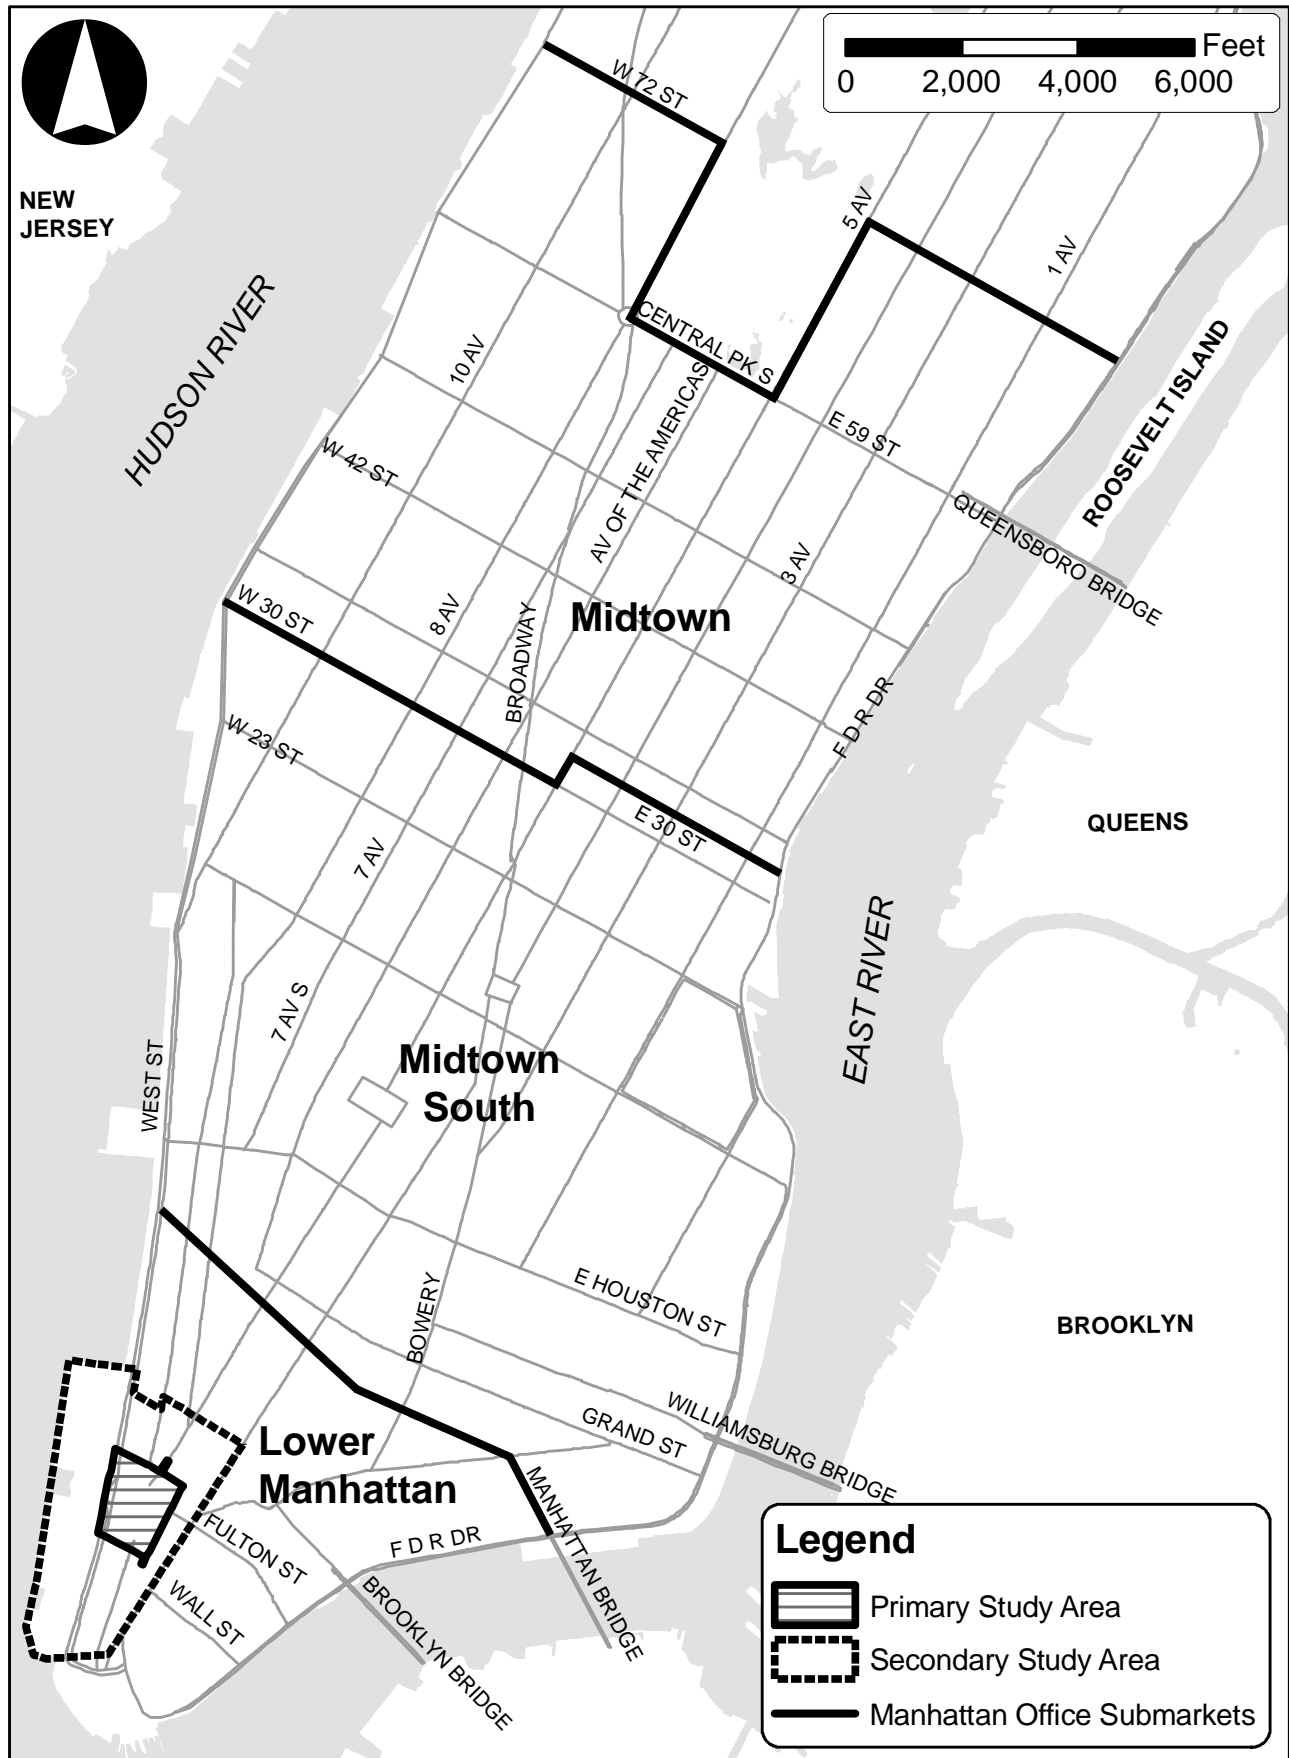 Feet
0 2,000 4,000 6,000
W 72 ST
NEW
JERSEY
5 AV
1 AV
HUDSON RIVER
CENTRAL PK S
10 AV
ROOSEVELT ISLAND
AV OF THE AMERICAS
E 59 ST
W 42 ST
QUEENSBORO BRIDGE
3 AV
W 30 ST
8 AV
BROADWAY
Midtown
F D R DR
W 23 ST
E 30 ST
QUEENS
7 AV
EAST RIVER
7 AV S
WEST ST
Midtown
South
E HOUSTON ST
BOWERY
BROOKLYN
WILLIAMSBURG BRIDGE
GRAND ST
Lower
Manhattan
MANHATTAN BRIDGE
FULTON ST
F D R DR
WALL ST
BROOKLYN BRIDGE
Legend
Primary Study Area
Secondary Study Area
Manhattan Office Submarkets